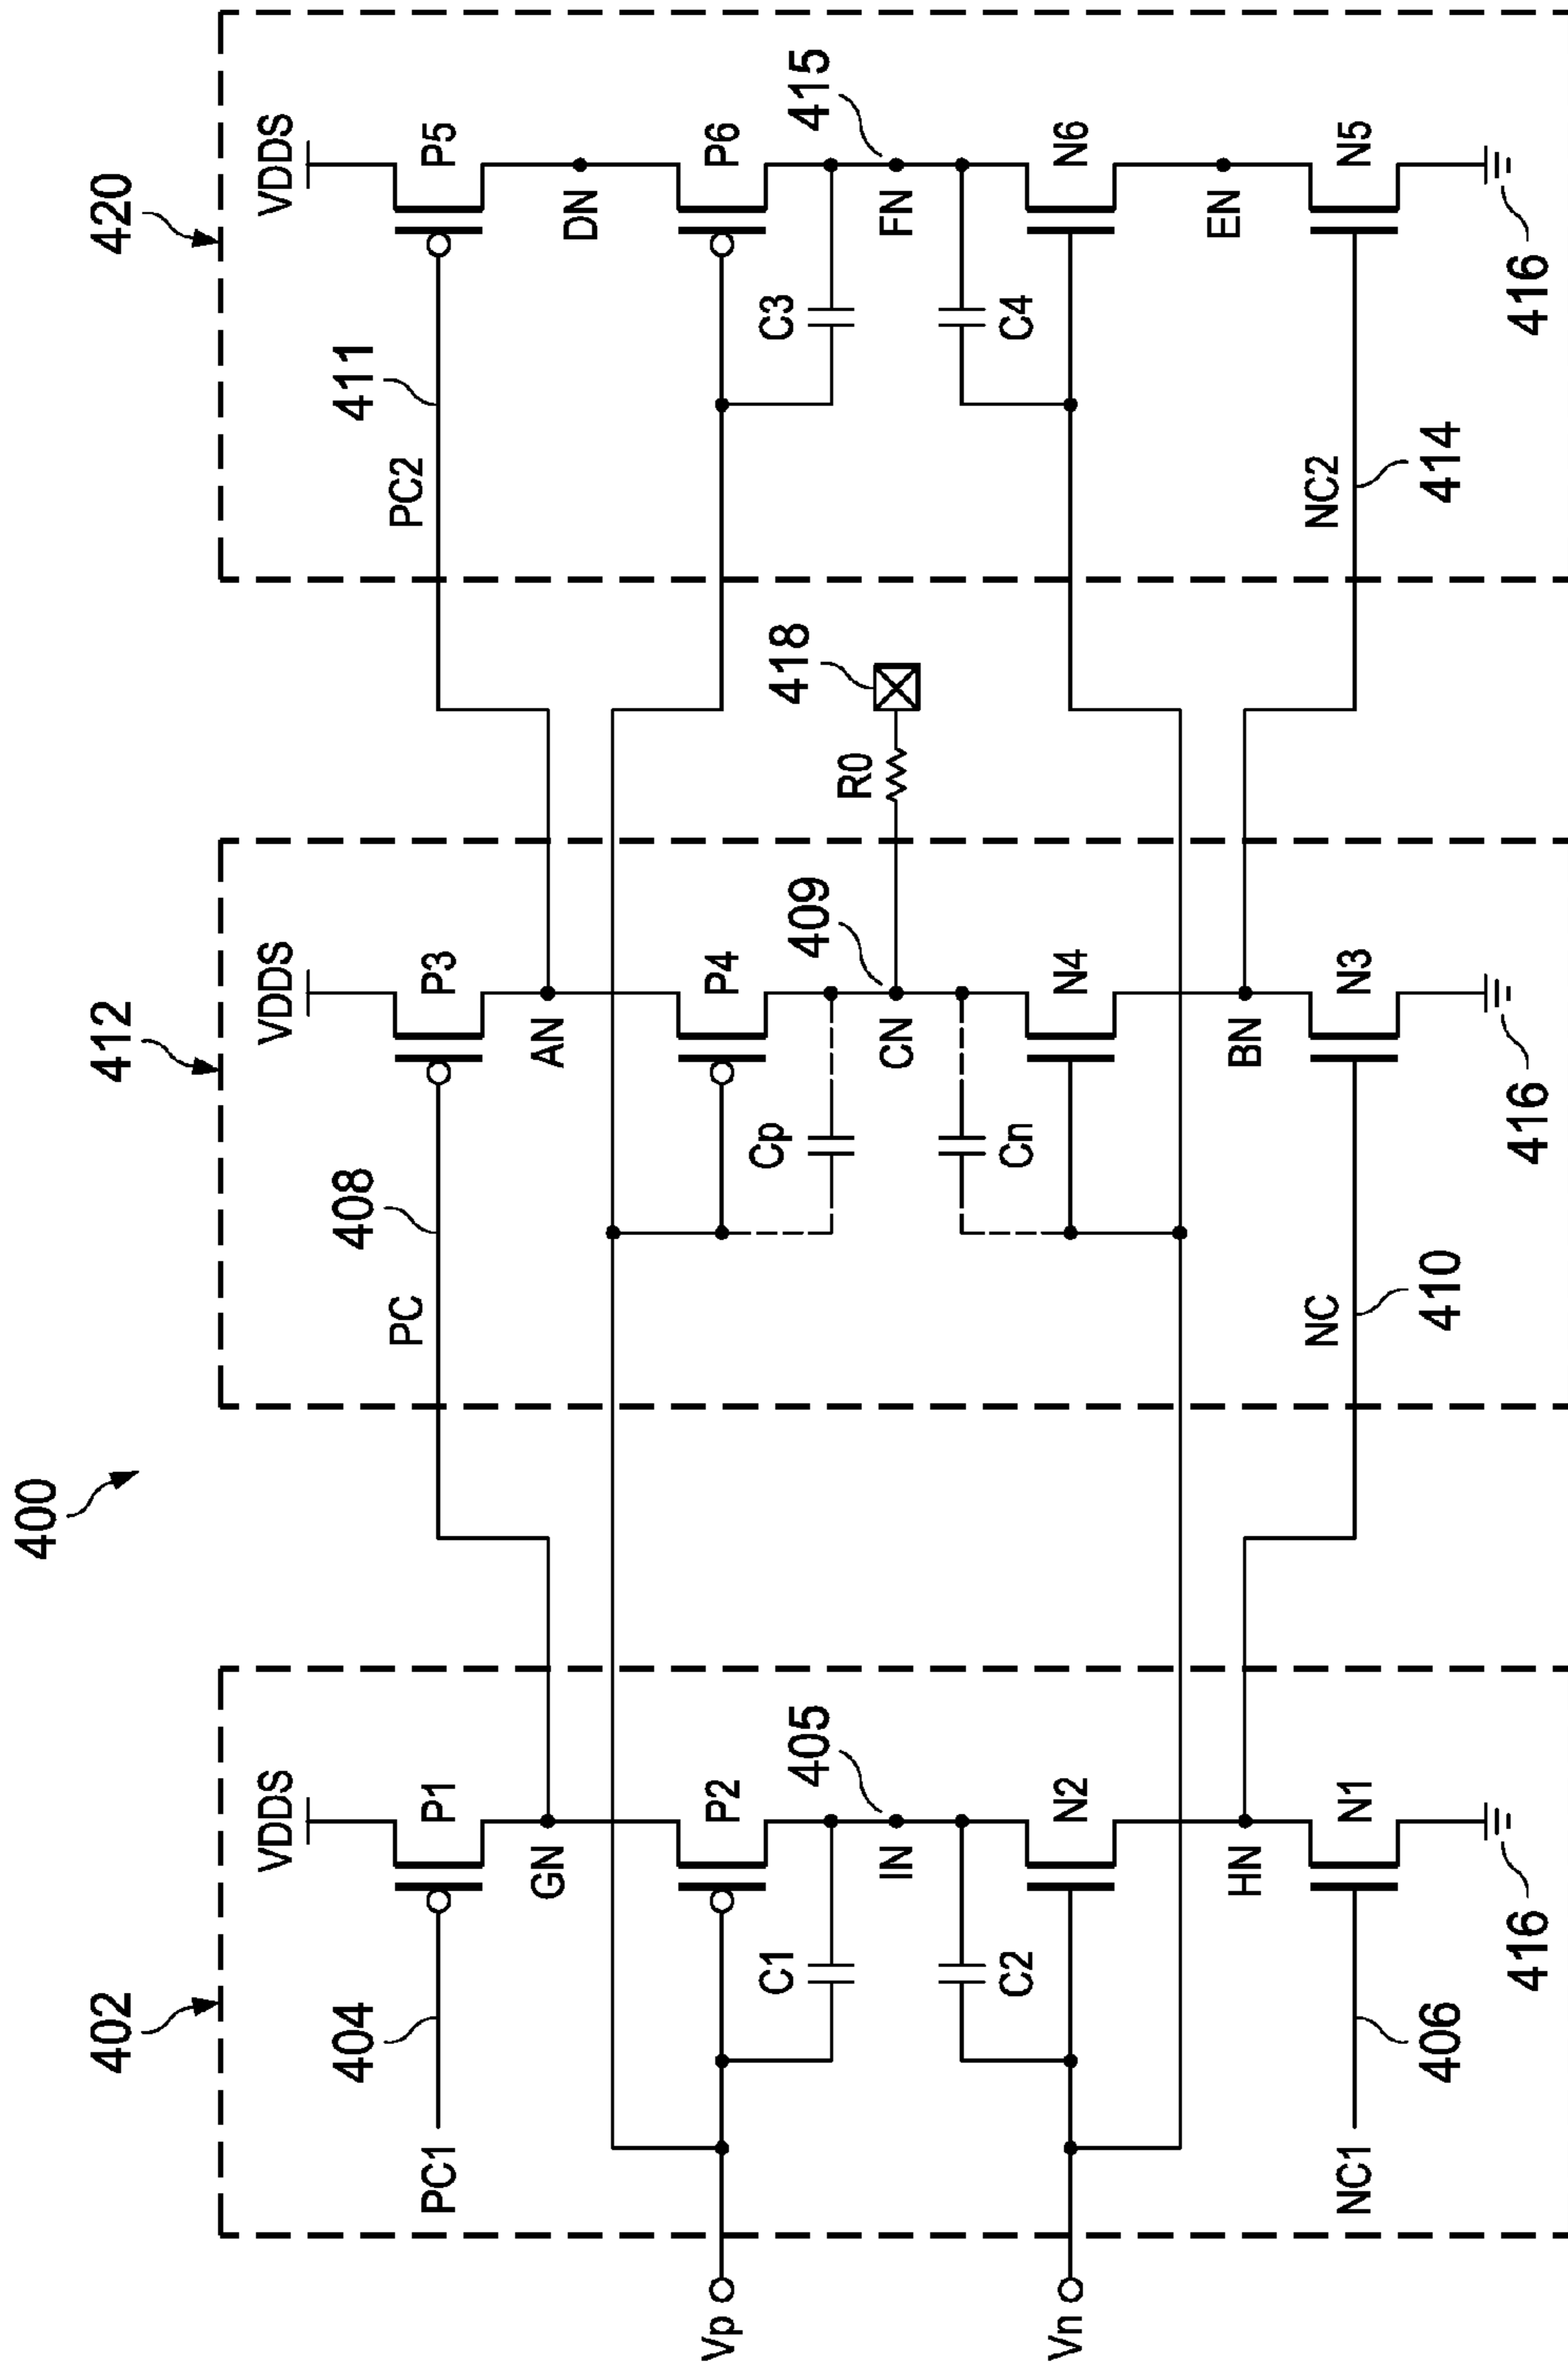 400
402
412
420
VDDS
VDDS
VDDS
404
408
411
PC1
P1
PC
P3
PC2
P5
GN
AN
DN
Vp
P2
P4
P6
C1
Cp
C3
405
409
418
415
IN
CN
R0
FN
C2
Cn
C4
Vn
N2
N4
N6
HN
BN
EN
NC1
N1
NC
N3
NC2
N5
406
416
410
416
414
416